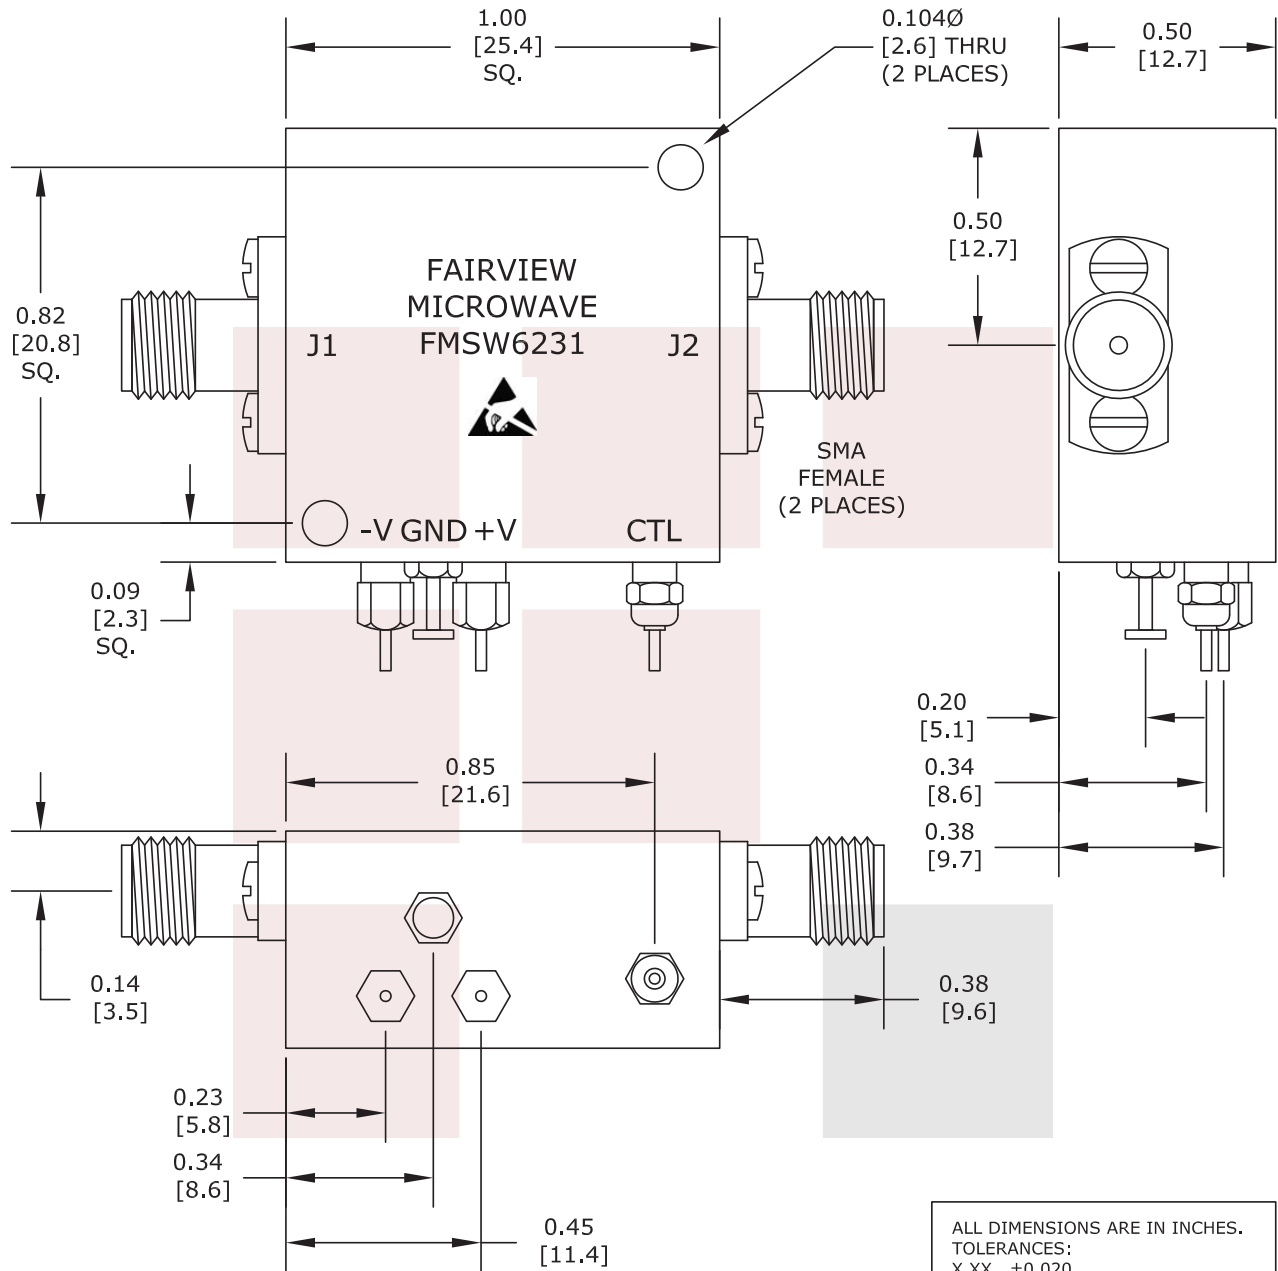 1.00
[25.4]
SQ.
0.104Ø
[2.6] THRU
(2 PLACES)
0.50
[12.7]
0.82
[20.8]
SQ.
FAIRVIEW
MICROWAVE
FMSW6231
J1
J2
0.50
[12.7]
SMA
FEMALE
(2 PLACES)
-V GND +V
CTL
0.09
[2.3]
SQ.
0.20
[5.1]
0.34
[8.6]
0.38
[9.7]
0.85
[21.6]
0.14
[3.5]
0.38
[9.6]
0.23
[5.8]
0.34
[8.6]
0.45
[11.4]
ALL DIMENSIONS ARE IN INCHES.
TOLERANCES:
X.XX ±0.020